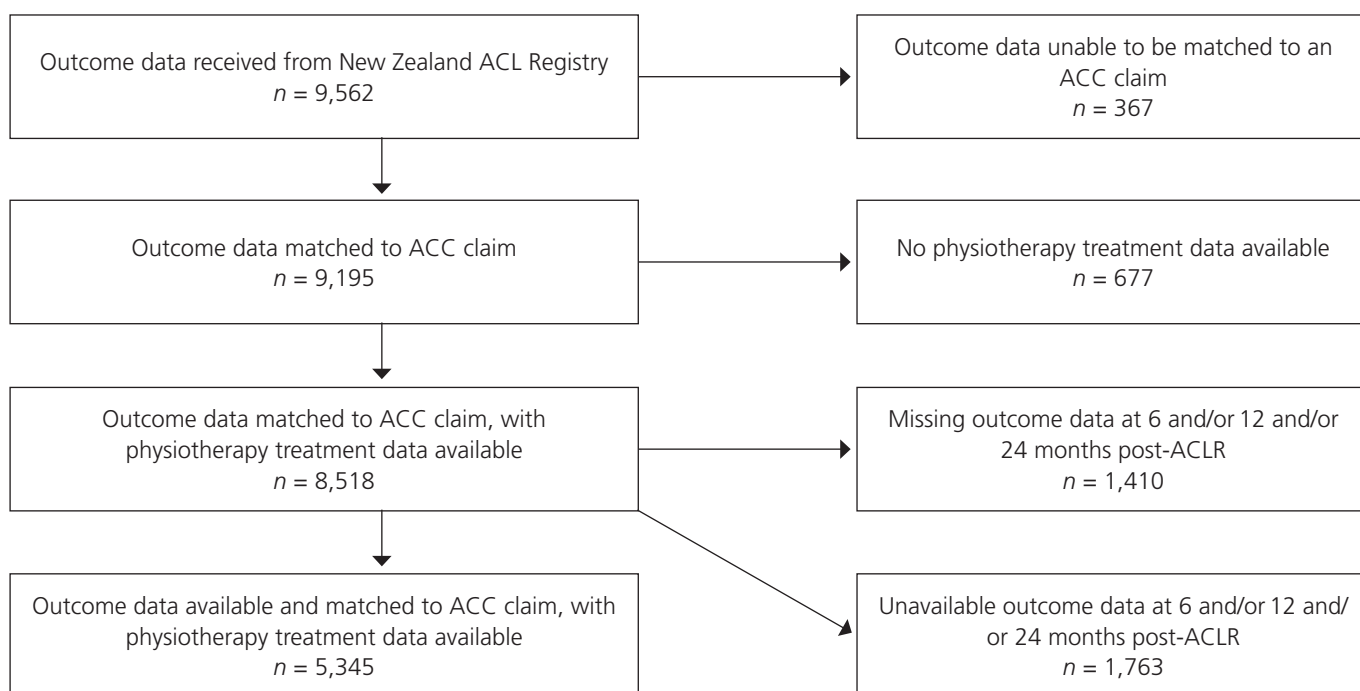 Outcome data received from New Zealand ACL Registry
n = 9,562
Outcome data unable to be matched to an
ACC claim
n = 367
Outcome data matched to ACC claim
n = 9,195
No physiotherapy treatment data available
n = 677
Outcome data matched to ACC claim, with
physiotherapy treatment data available
n = 8,518
Missing outcome data at 6 and/or 12 and/or
24 months post-ACLR
n = 1,410
Outcome data available and matched to ACC claim, with
physiotherapy treatment data available
n = 5,345
Unavailable outcome data at 6 and/or 12 and/
or 24 months post-ACLR
n = 1,763